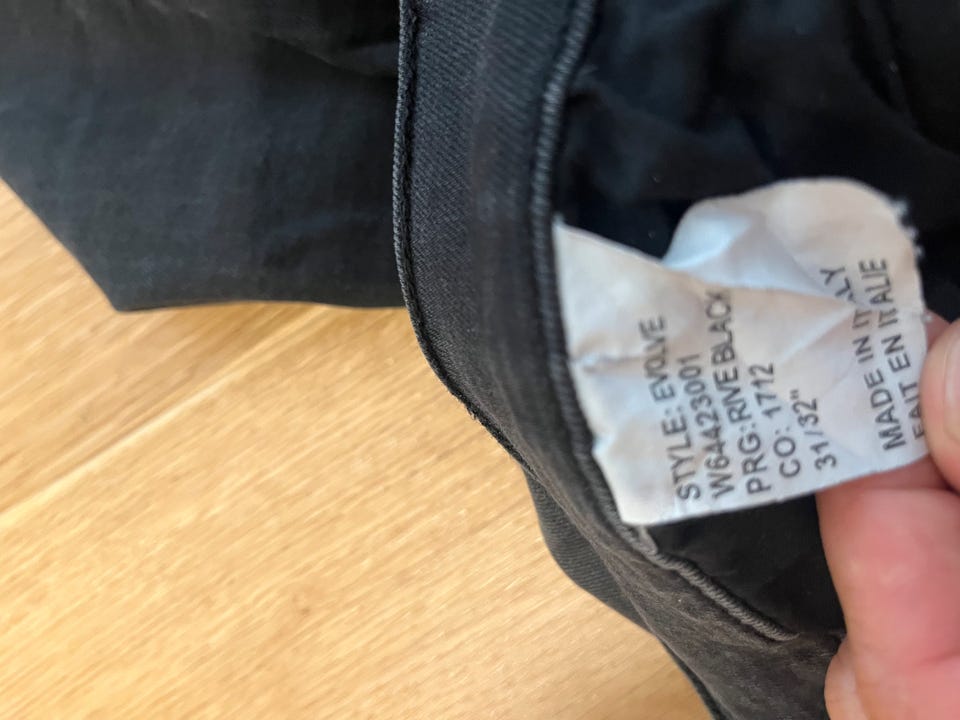 STYLE: EVOLVE
W64423001
PRG:RIVE BLACK
CO: 1712
31/32"
MADE IN ITALY
FAIT EN ITALIE